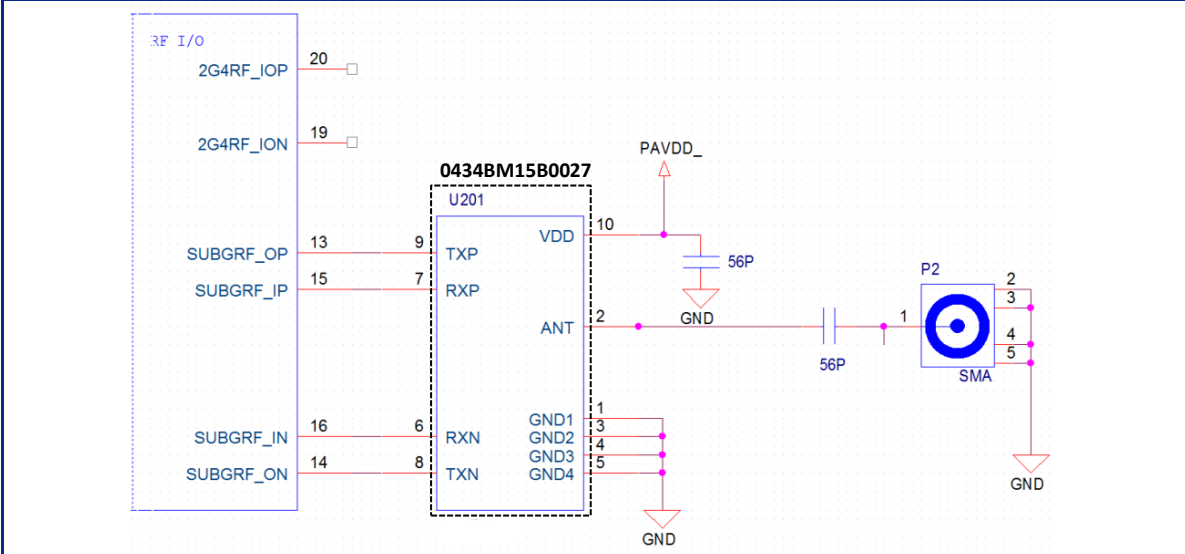 RF I/O
2G4RF_IOP 20
2G4RF_ION 19
SUBGRF_OP 13
SUBGRF_IP 15
SUBGRF_IN 16
SUBGRF_ON 14
0434BM15B0027
U201
9 TXP
7 RXP
6 RXN
8 TXN
VDD 10
ANT 2
GND1 1
GND2 3
GND3 4
GND4 5
GND
PAVDD_
56P
GND
56P
P2
1
2
3
4
5
SMA
GND